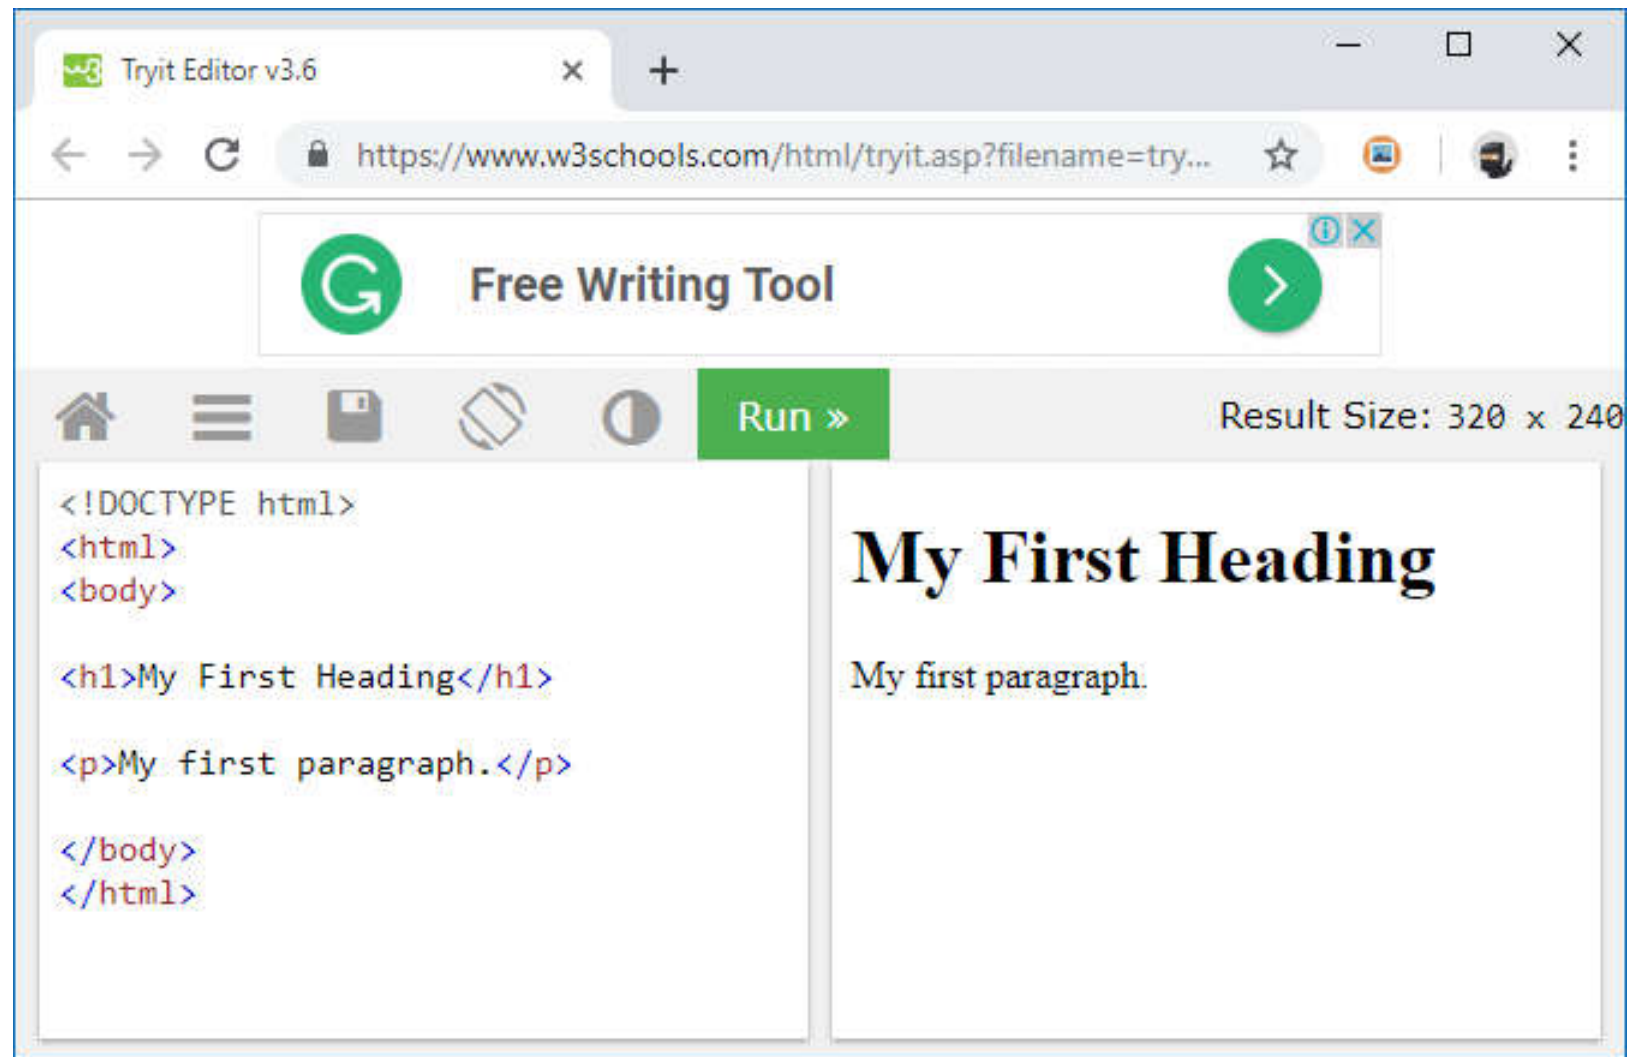 Tryit Editor v3.6
https://www.w3schools.com/html/tryit.asp?filename=try...
Free Writing Tool
Run »
Result Size: 320 x 240
<!DOCTYPE html>
<html>
<body>
<h1>My First Heading</h1>
<p>My first paragraph.</p>
</body>
</html>
My First Heading
My first paragraph.